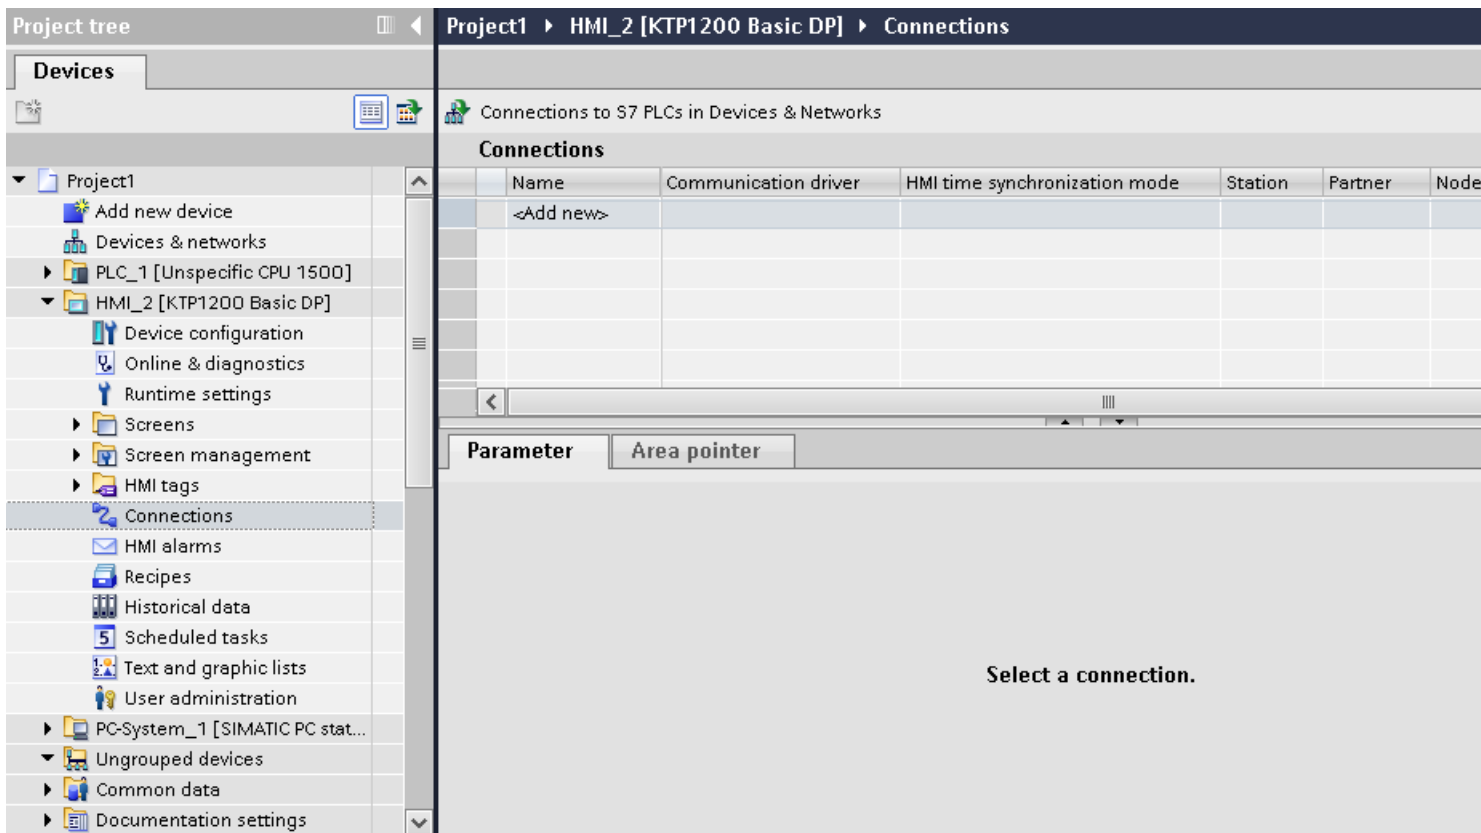 Project tree
Devices
Project1
Add new device
Devices & networks
PLC_1 [Unspecific CPU 1500]
HMI_2 [KTP1200 Basic DP]
Device configuration
Online & diagnostics
Runtime settings
Screens
Screen management
HMI tags
Connections
HMI alarms
Recipes
Historical data
Scheduled tasks
Text and graphic lists
User administration
PC-System_1 [SIMATIC PC stat...
Ungrouped devices
Common data
Documentation settings
Project1 HMI_2 [KTP1200 Basic DP] Connections
Connections to S7 PLCs in Devices & Networks
Connections
Name Communication driver HMI time synchronization mode Station Partner Node
<Add new>
Parameter Area pointer
Select a connection.